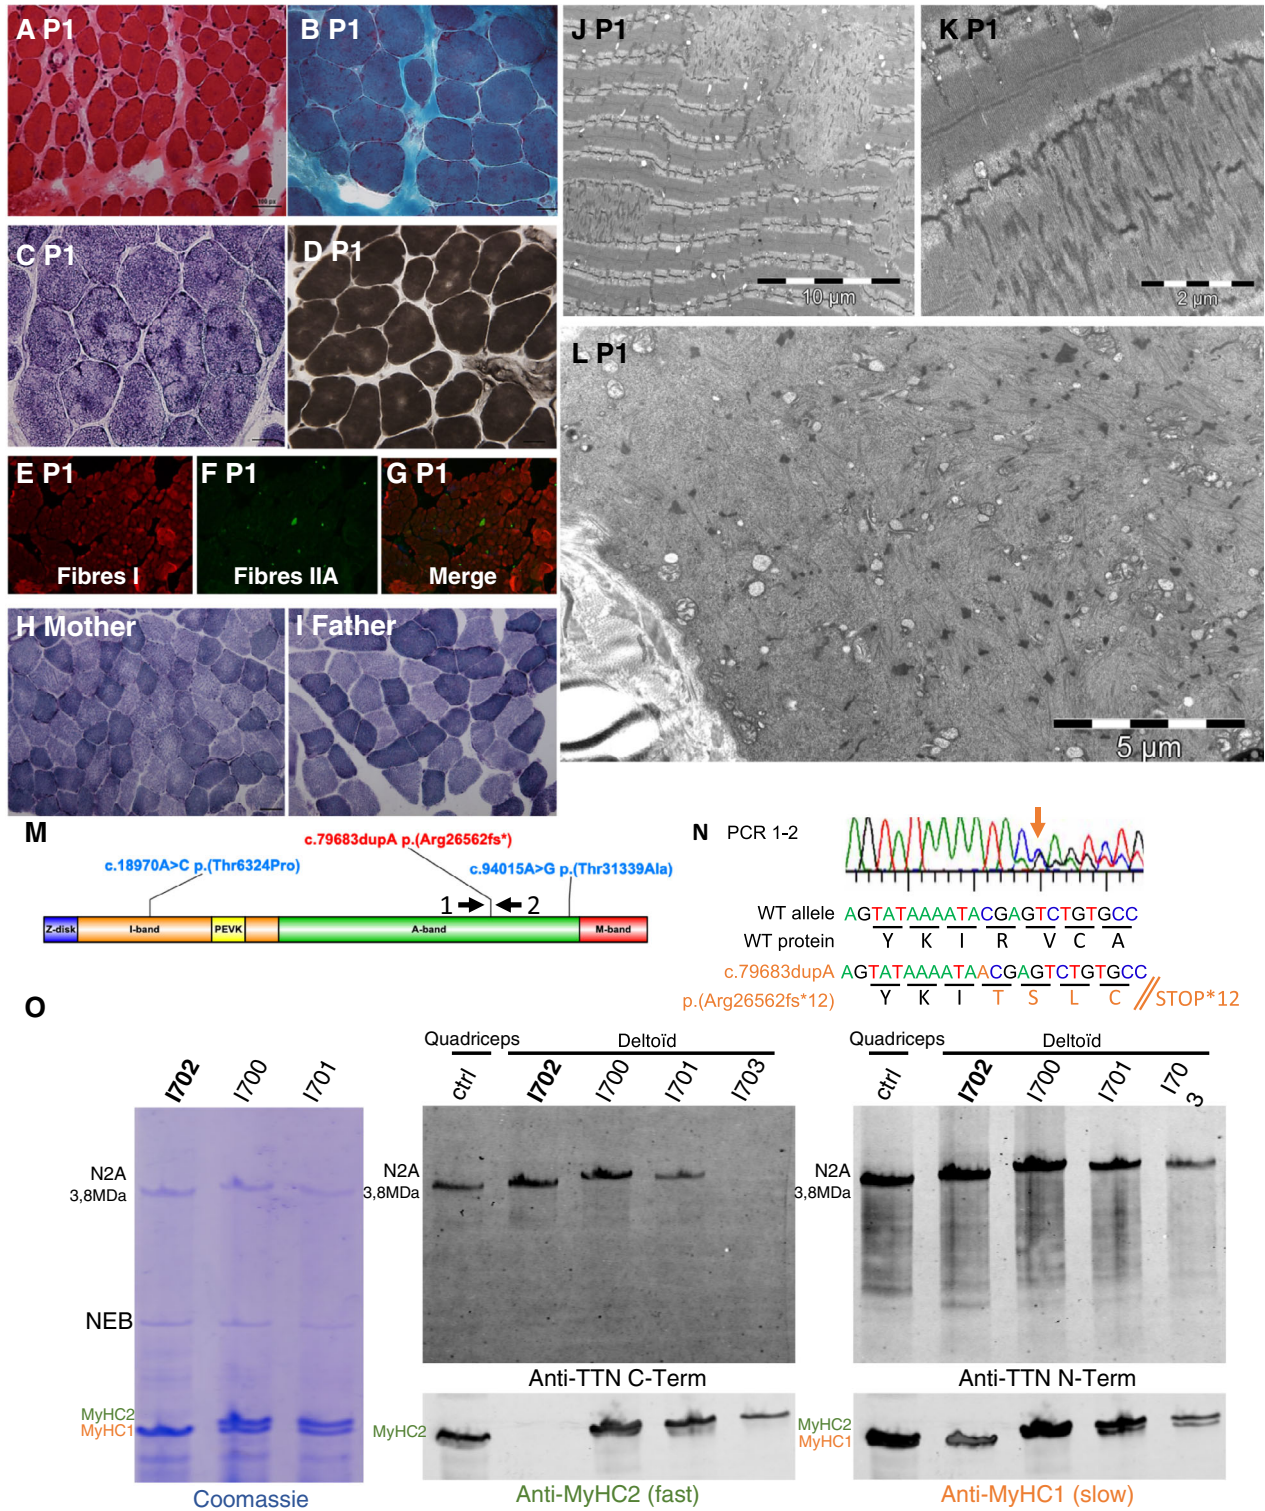 A P1
B P1
C P1
D P1
E P1
Fibres I
F P1
Fibres IIA
G P1
Merge
H Mother
I Father
J P1
10 µm
K P1
2 µm
L P1
5 µm
M
c.79683dupA p.(Arg26562fs*)
c.18970A>C p.(Thr6324Pro)
c.94015A>G p.(Thr31339Ala)
1
2
Z-disk
I-band
PEVK
A-band
M-band
N
PCR 1-2
WT allele
AGTATAAAATACGAGTCTGTGCC
WT protein
Y K I R V C A
c.79683dupA
AGTATAAAATAACGAGTCTGTGCC
p.(Arg26562fs*12)
Y K I T S L C
STOP*12
O
I702
I700
I701
N2A
3,8MDa
NEB
MyHC2
MyHC1
Coomassie
Quadriceps
Deltoïd
ctrl
I702
I700
I701
I703
N2A
3,8MDa
Anti-TTN C-Term
MyHC2
Anti-MyHC2 (fast)
Quadriceps
Deltoïd
ctrl
I702
I700
I701
I70
3
N2A
3,8MDa
Anti-TTN N-Term
MyHC2
MyHC1
Anti-MyHC1 (slow)